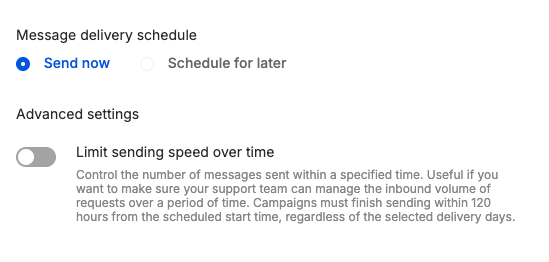 Message delivery schedule
Send now
Schedule for later
Advanced settings
Limit sending speed over time
Control the number of messages sent within a specified time. Useful if you
want to make sure your support team can manage the inbound volume of
requests over a period of time. Campaigns must finish sending within 120
hours from the scheduled start time, regardless of the selected delivery days.